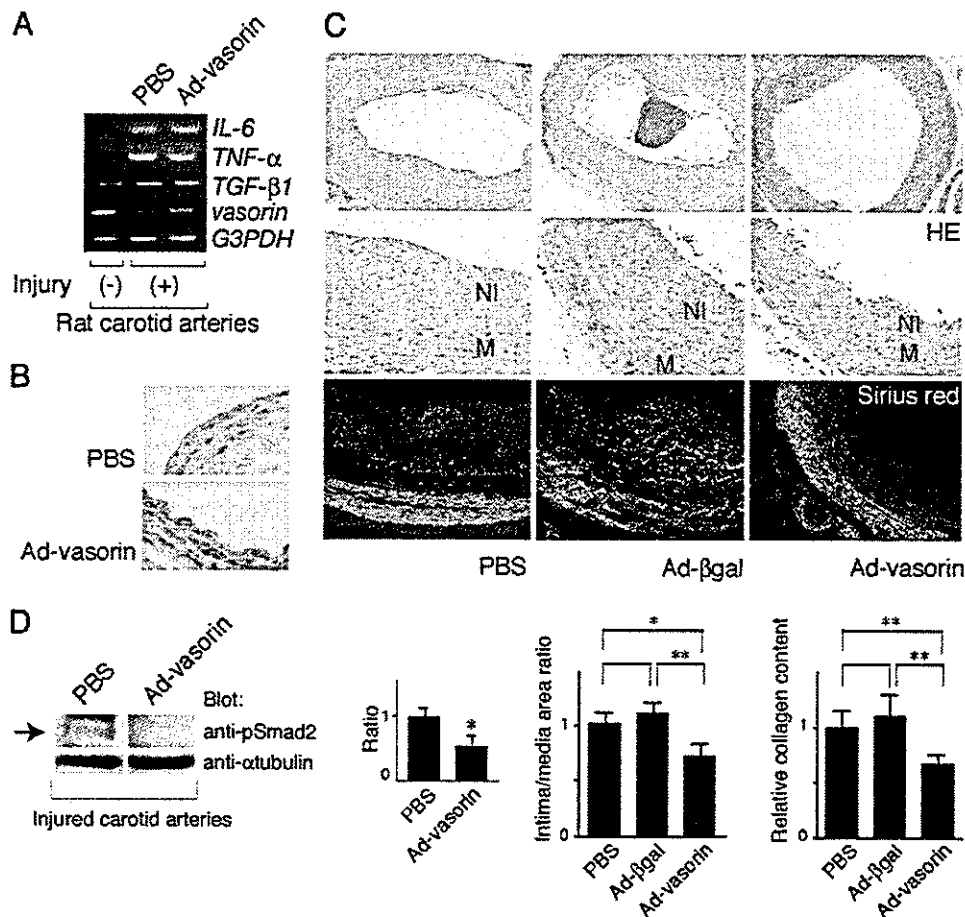 A
PBS
Ad-vasorin
IL-6
TNF-α
TGF-β1
vasorin
G3PDH
Injury (-) (+)
Rat carotid arteries
B
PBS
Ad-vasorin
C
HE
NI
M
NI
M
NI
M
Sirius red
PBS
Ad-βgal
Ad-vasorin
D
PBS
Ad-vasorin
Blot:
anti-pSmad2
anti-αtubulin
Injured carotid arteries
Ratio
1
0
*
PBS
Ad-vasorin
Intima/media area ratio
1
0
*
**
PBS
Ad-βgal
Ad-vasorin
Relative collagen content
1
0
**
**
PBS
Ad-βgal
Ad-vasorin